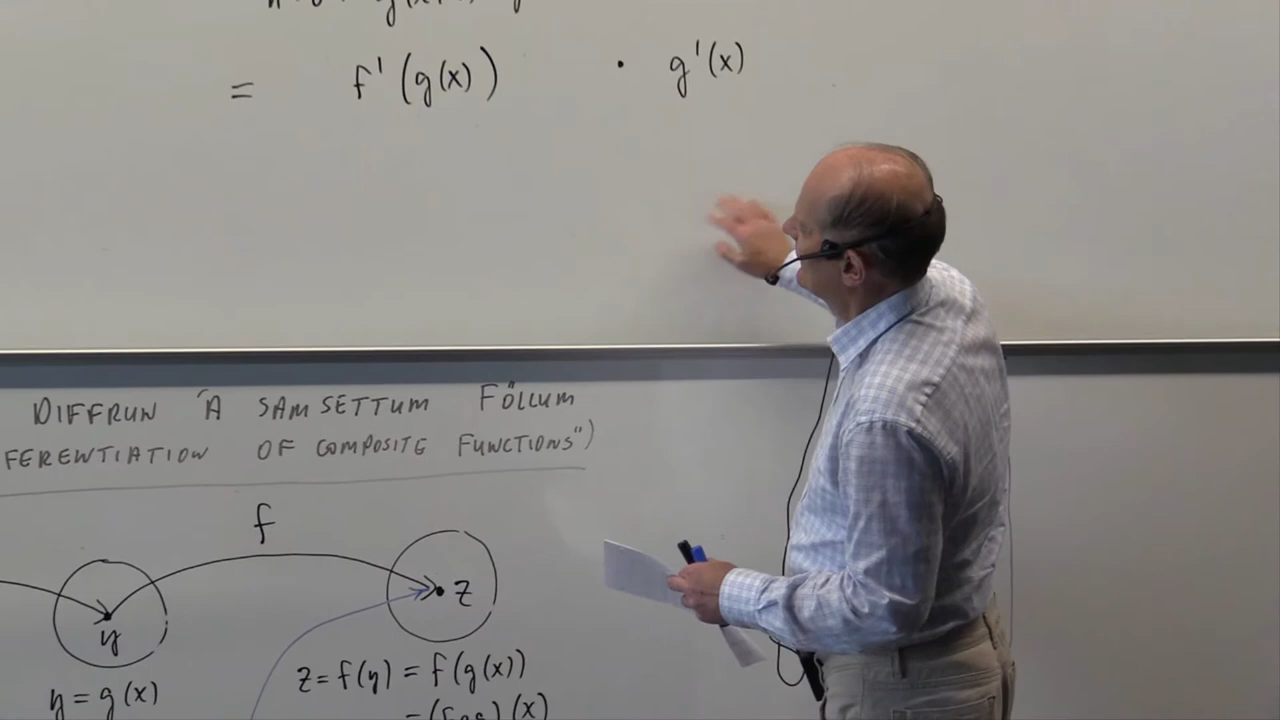 = f'(g(x)) · g'(x)
DIFFRUN Á SAMSETTUM FÖLLUM
FERENTIATION OF COMPOSITE FUNCTIONS")
f
y
z
y = g(x)
z = f(y) = f(g(x))
= (f∘g)(x)